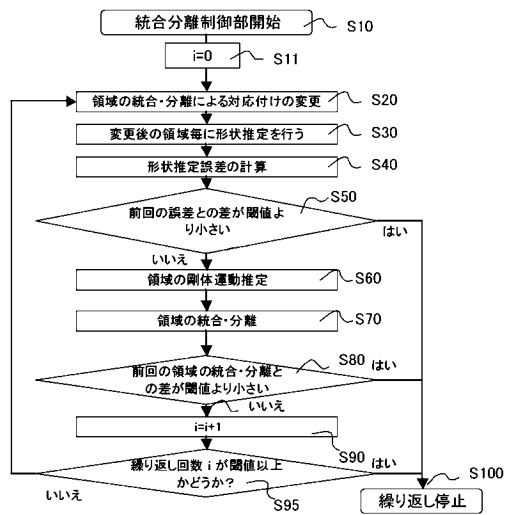 統合分離制御部開始
S10
i=0
S11
領域の統合・分離による対応付けの変更
S20
変更後の領域毎に形状推定を行う
S30
形状推定誤差の計算
S40
S50
前回の誤差との差が閾値よ
り小さい
はい
いいえ
領域の剛体運動推定
S60
領域の統合・分離
S70
S80
はい
前回の領域の統合・分離と
の差が閾値より小さい
いいえ
i=i+1
S90
繰り返し回数 i が閾値以上
かどうか?
はい
いいえ
S95
S100
繰り返し停止